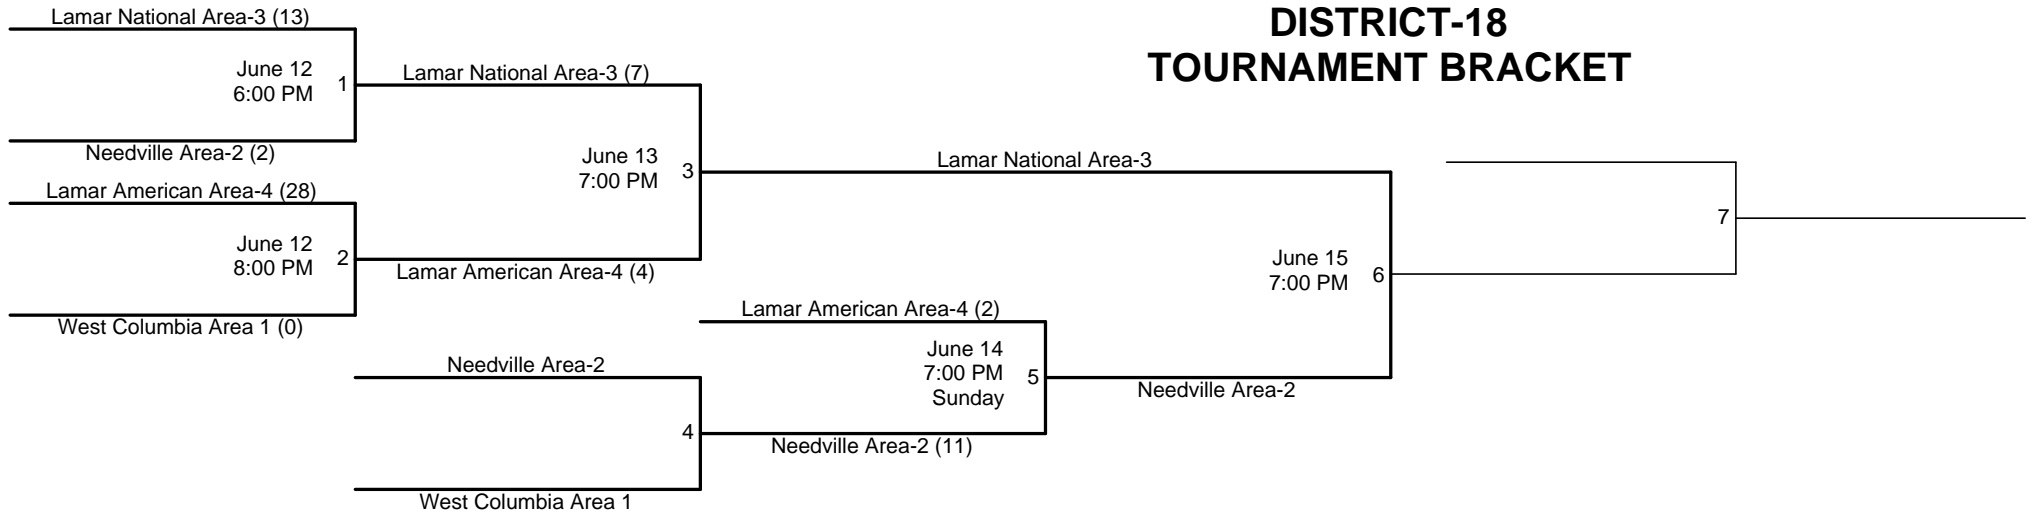 DISTRICT-18
TOURNAMENT BRACKET
Lamar National Area-3 (13)
June 12
6:00 PM
1
Needville Area-2 (2)
Lamar American Area-4 (28)
June 12
8:00 PM
2
West Columbia Area 1 (0)
Lamar National Area-3 (7)
June 13
7:00 PM
3
Lamar American Area-4 (4)
Needville Area-2
4
West Columbia Area 1
Lamar American Area-4 (2)
June 14
7:00 PM
Sunday
5
Needville Area-2 (11)
Lamar National Area-3
June 15
7:00 PM
6
Needville Area-2
7